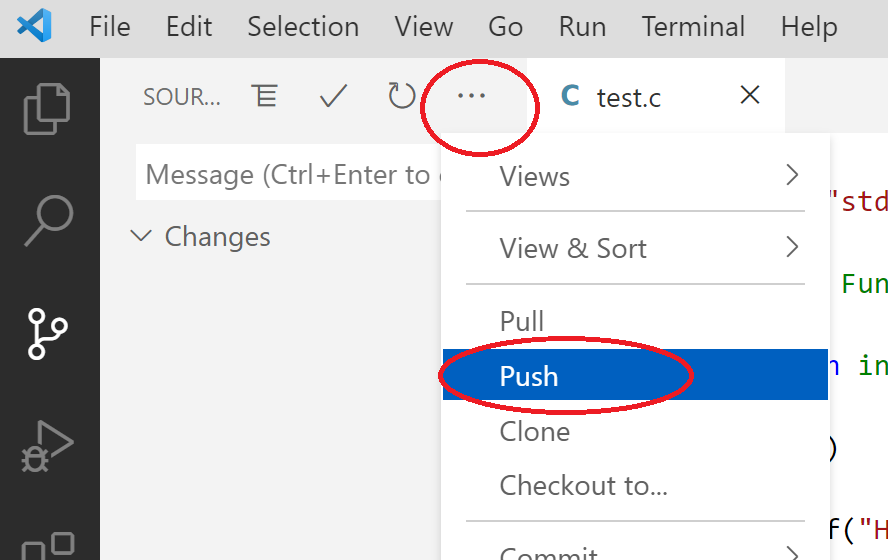 File Edit Selection View Go Run Terminal Help
SOUR... ... C test.c
Message (Ctrl+Enter to
Views
"std
Changes
View & Sort
Fun
Pull
in
Push
Clone
)
Checkout to...
f("H
Commit